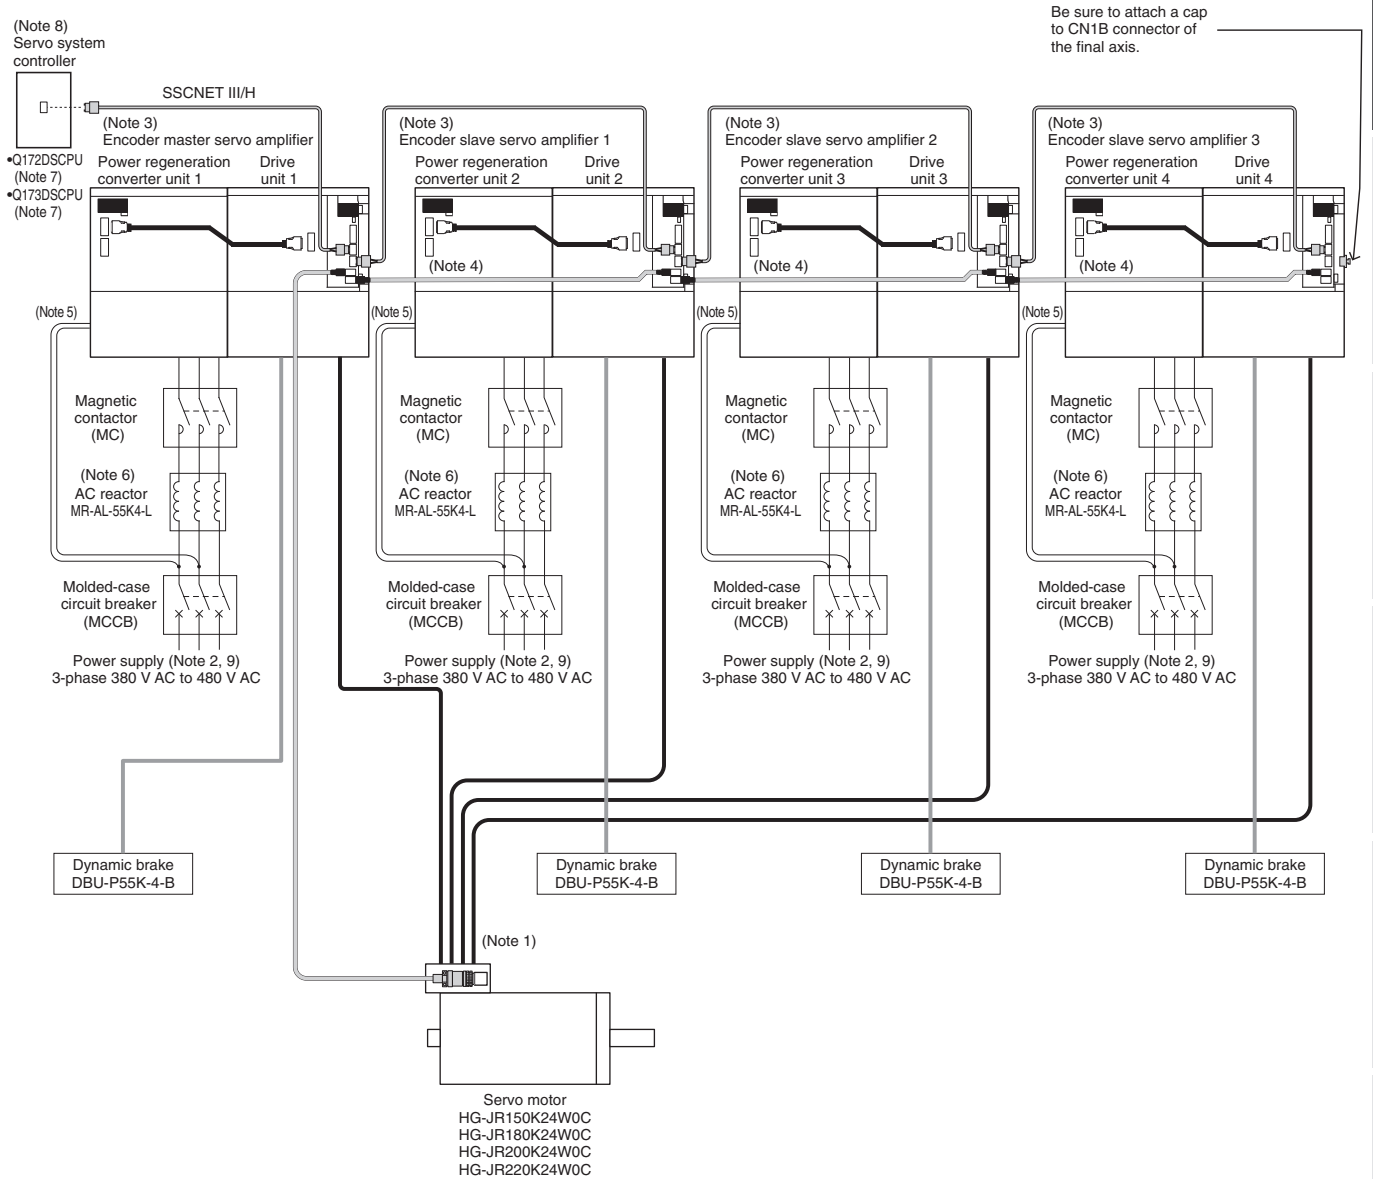 (Note 8)
Servo system
controller
Be sure to attach a cap
to CN1B connector of
the final axis.
SSCNET III/H
•Q172DSCPU
(Note 7)
•Q173DSCPU
(Note 7)
(Note 3)
Encoder master servo amplifier
Power regeneration
converter unit 1
Drive
unit 1
(Note 3)
Encoder slave servo amplifier 1
Power regeneration
converter unit 2
Drive
unit 2
(Note 3)
Encoder slave servo amplifier 2
Power regeneration
converter unit 3
Drive
unit 3
(Note 3)
Encoder slave servo amplifier 3
Power regeneration
converter unit 4
Drive
unit 4
(Note 4)
(Note 4)
(Note 4)
(Note 5)
(Note 5)
(Note 5)
(Note 5)
Magnetic
contactor
(MC)
Magnetic
contactor
(MC)
Magnetic
contactor
(MC)
Magnetic
contactor
(MC)
(Note 6)
AC reactor
MR-AL-55K4-L
(Note 6)
AC reactor
MR-AL-55K4-L
(Note 6)
AC reactor
MR-AL-55K4-L
(Note 6)
AC reactor
MR-AL-55K4-L
Molded-case
circuit breaker
(MCCB)
Molded-case
circuit breaker
(MCCB)
Molded-case
circuit breaker
(MCCB)
Molded-case
circuit breaker
(MCCB)
Power supply (Note 2, 9)
3-phase 380 V AC to 480 V AC
Power supply (Note 2, 9)
3-phase 380 V AC to 480 V AC
Power supply (Note 2, 9)
3-phase 380 V AC to 480 V AC
Power supply (Note 2, 9)
3-phase 380 V AC to 480 V AC
Dynamic brake
DBU-P55K-4-B
Dynamic brake
DBU-P55K-4-B
Dynamic brake
DBU-P55K-4-B
Dynamic brake
DBU-P55K-4-B
(Note 1)
Servo motor
HG-JR150K24W0C
HG-JR180K24W0C
HG-JR200K24W0C
HG-JR220K24W0C